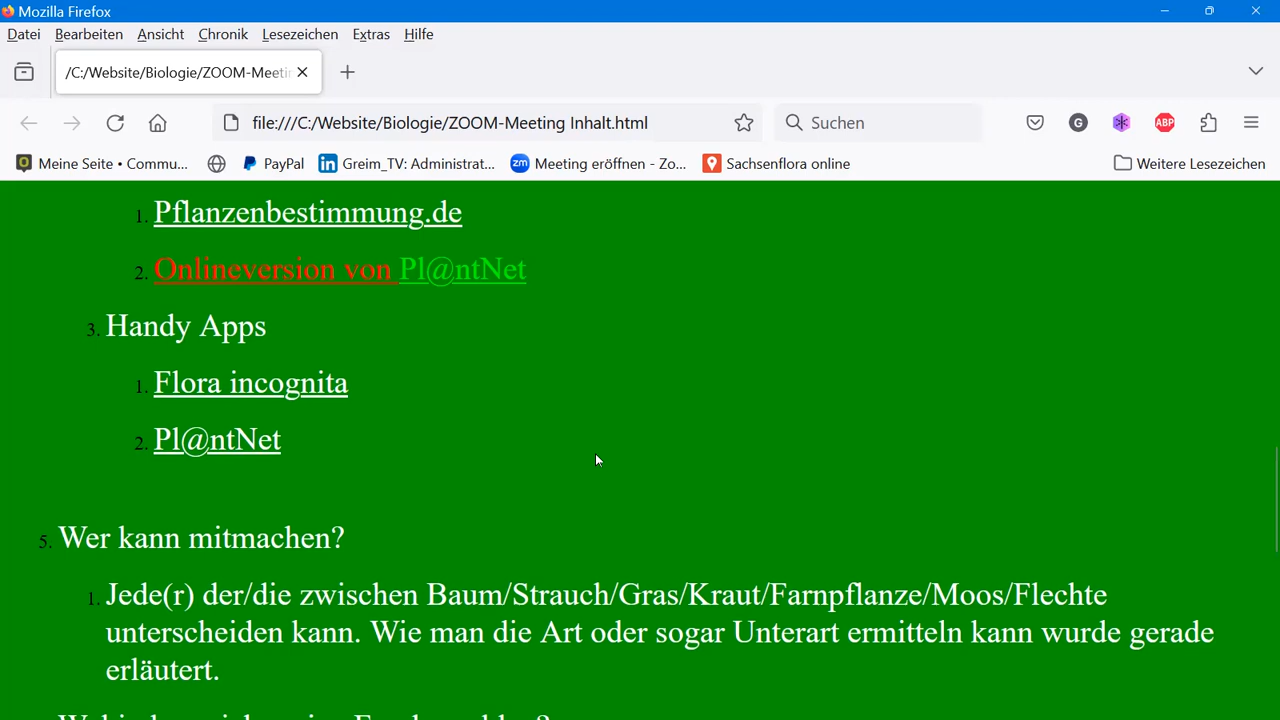 Mozilla Firefox
Datei Bearbeiten Ansicht Chronik Lesezeichen Extras Hilfe
/C:/Website/Biologie/ZOOM-Meeti
file:///C:/Website/Biologie/ZOOM-Meeting Inhalt.html Suchen G ABP
Meine Seite • Commu... PayPal in Greim_TV: Administrat... zm Meeting eröffnen - Zo... Sachsenflora online Weitere Lesezeichen
1. Pflanzenbestimmung.de
2. Onlineversion von Pl@ntNet
3. Handy Apps
1. Flora incognita
2. Pl@ntNet
5. Wer kann mitmachen?
1. Jede(r) der/die zwischen Baum/Strauch/Gras/Kraut/Farnpflanze/Moos/Flechte
unterscheiden kann. Wie man die Art oder sogar Unterart ermitteln kann wurde gerade
erläutert.